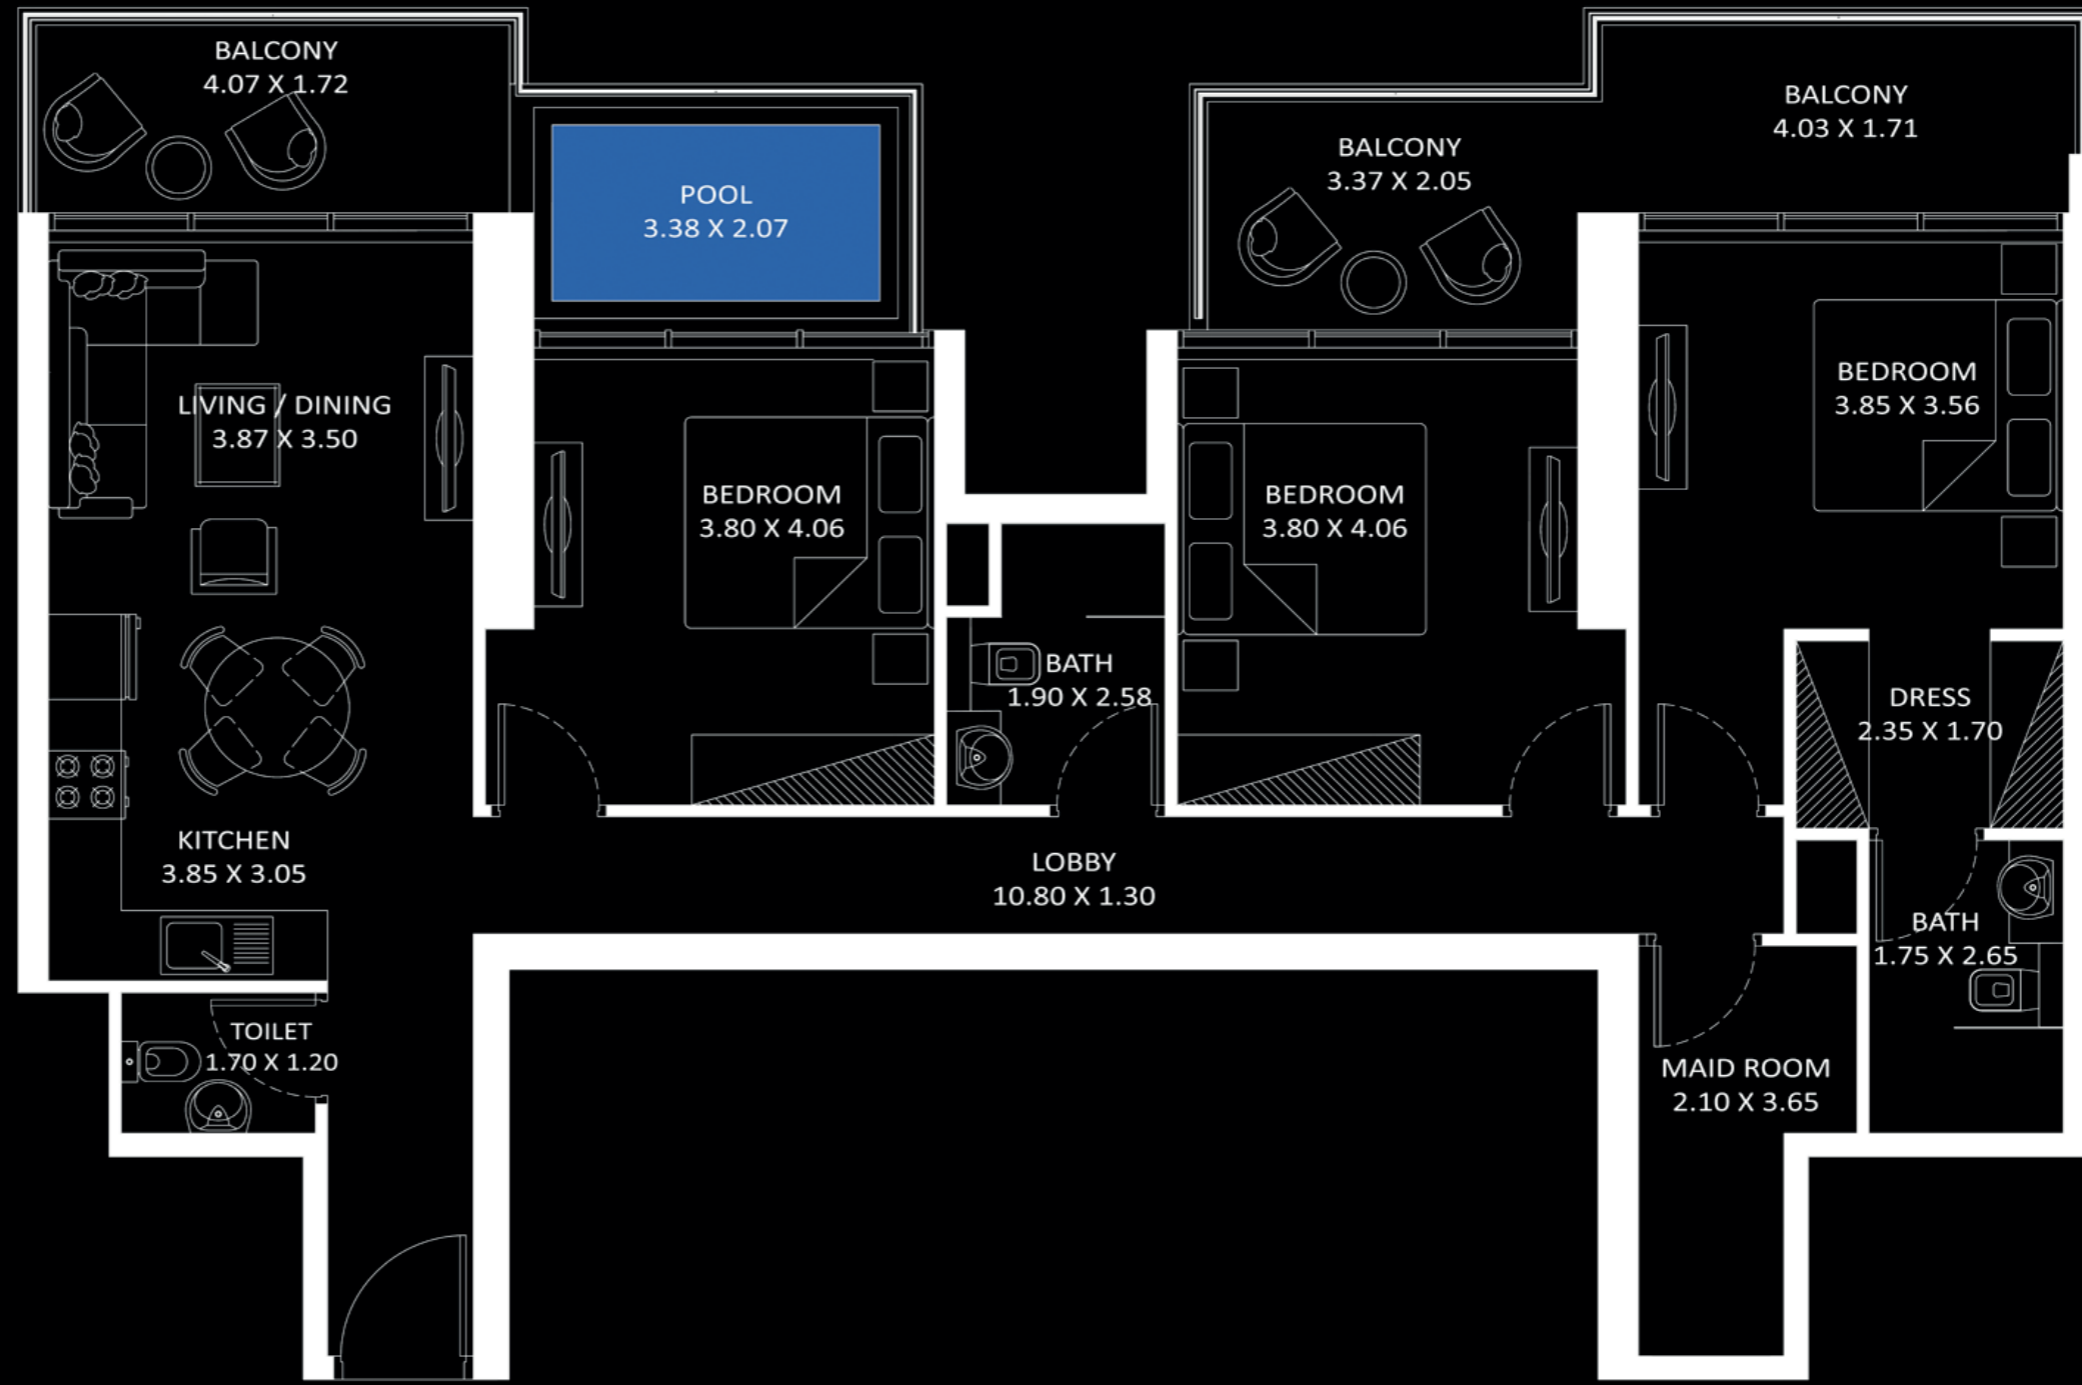 BALCONY
4.07 X 1.72
POOL
3.38 X 2.07
BALCONY
3.37 X 2.05
BALCONY
4.03 X 1.71
LIVING / DINING
3.87 X 3.50
BEDROOM
3.80 X 4.06
BEDROOM
3.80 X 4.06
BEDROOM
3.85 X 3.56
BATH
1.90 X 2.58
DRESS
2.35 X 1.70
KITCHEN
3.85 X 3.05
LOBBY
10.80 X 1.30
BATH
1.75 X 2.65
TOILET
1.70 X 1.20
MAID ROOM
2.10 X 3.65